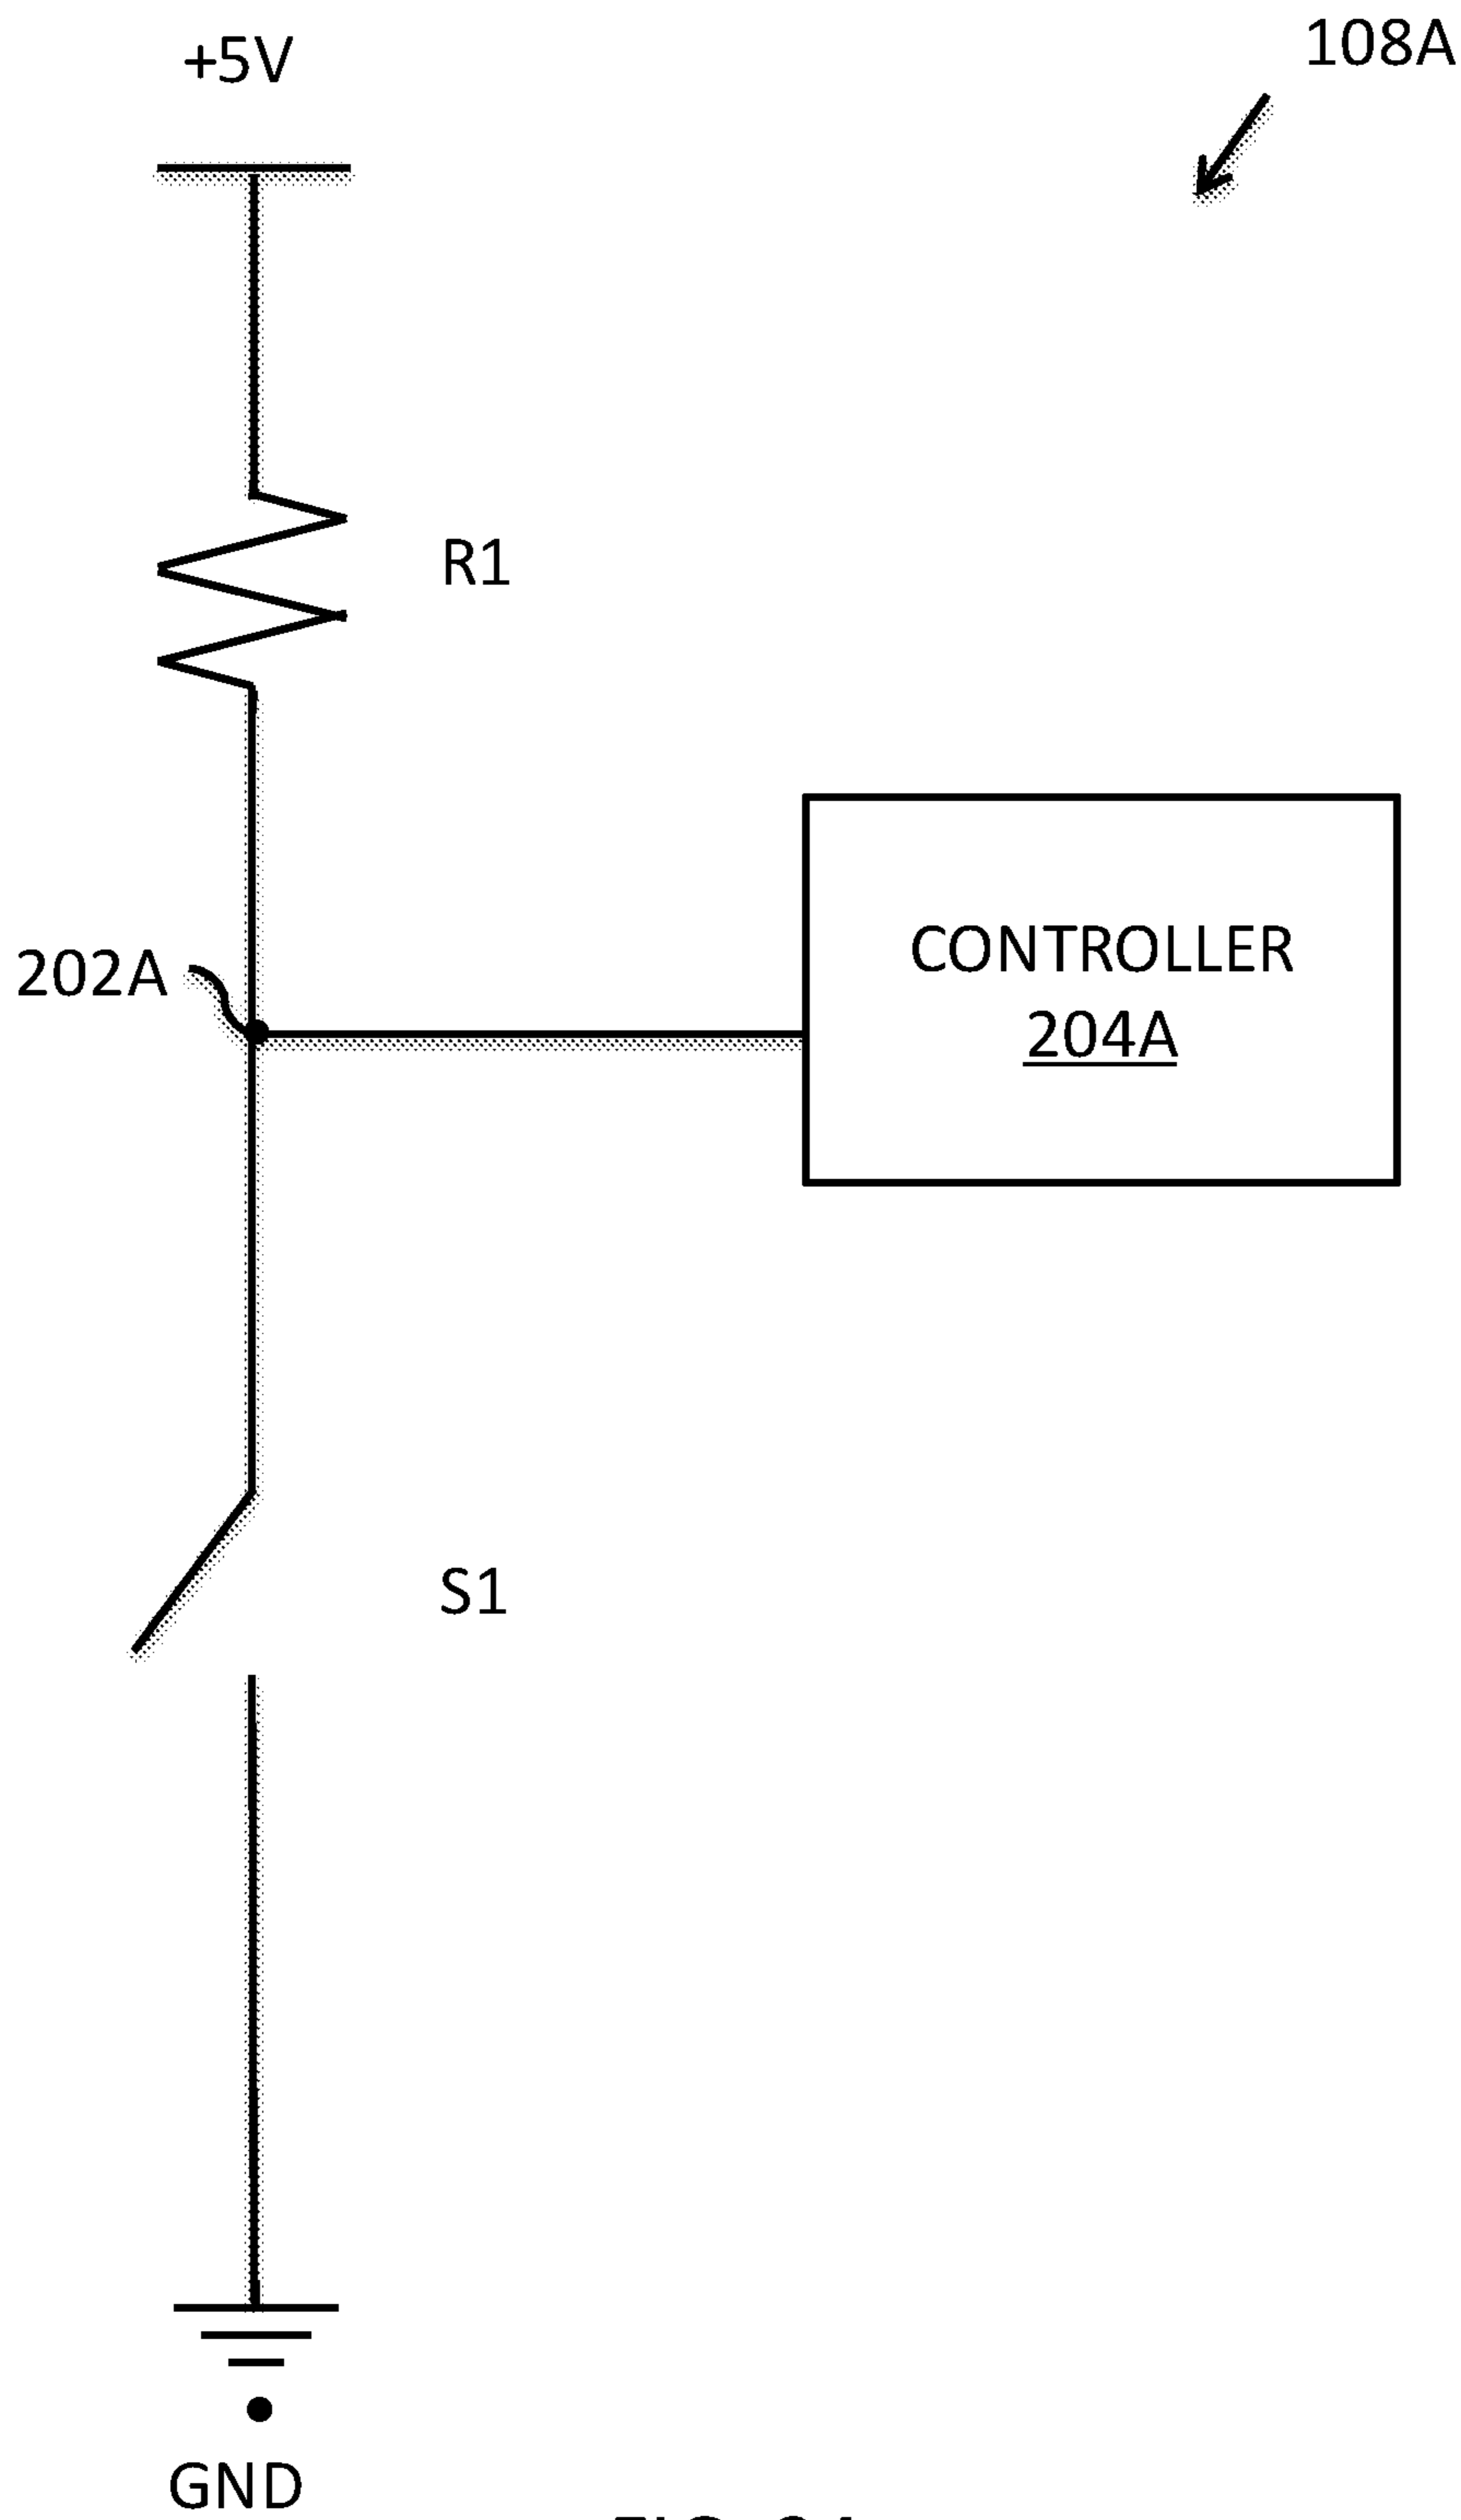 +5V
108A
R1
202A
CONTROLLER
204A
S1
GND